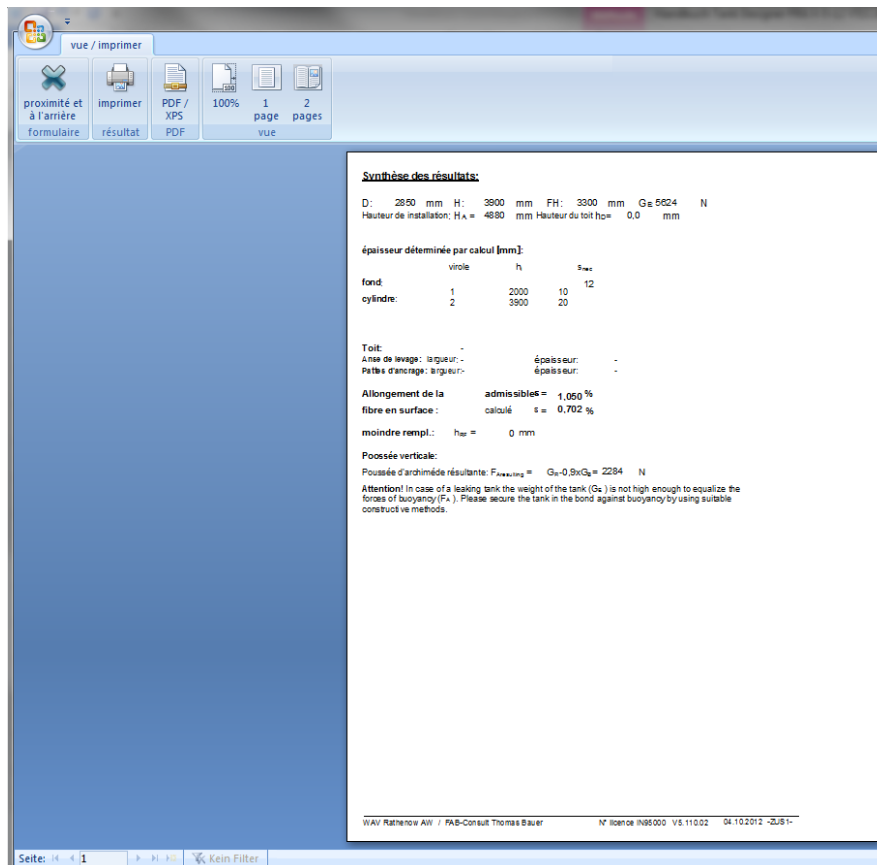 vue / imprimer
proximité et à l'arrière
imprimer
PDF / XPS
100%
1 page
2 pages
formulaire
résultat
PDF
vue
Synthèse des résultats:
D: 2850 mm H: 3900 mm FH: 3300 mm GE 5624 N
Hauteur de installation; HA = 4880 mm Hauteur du toit hD= 0,0 mm
épaisseur déterminée par calcul [mm]:
virole hi snec
fond: 12
cylindre: 1 2000 10
2 3900 20
Toit: -
Anse de levage: largueur: - épaisseur: -
Pattes d'ancrage: largueur:- épaisseur: -
Allongement de la admissible s = 1,050 %
fibre en surface : calculé s = 0,702 %
moindre rempl.: = 0 mm
Poossée verticale:
Poussée d'archiméde résultante: = -0,9x = 2284 N
Attention! In case of a leaking tank the weight of the tank (GE ) is not high enough to equalize the
forces of buoyancy (FA ). Please secure the tank in the bond against buoyancy by using suitable
constructive methods.
WAV Rathenow AW / FAB-Consult Thomas Bauer N° licence IN95000 V5.110.02 04.10.2012 -ZUS1-
Seite: 1 Kein Filter